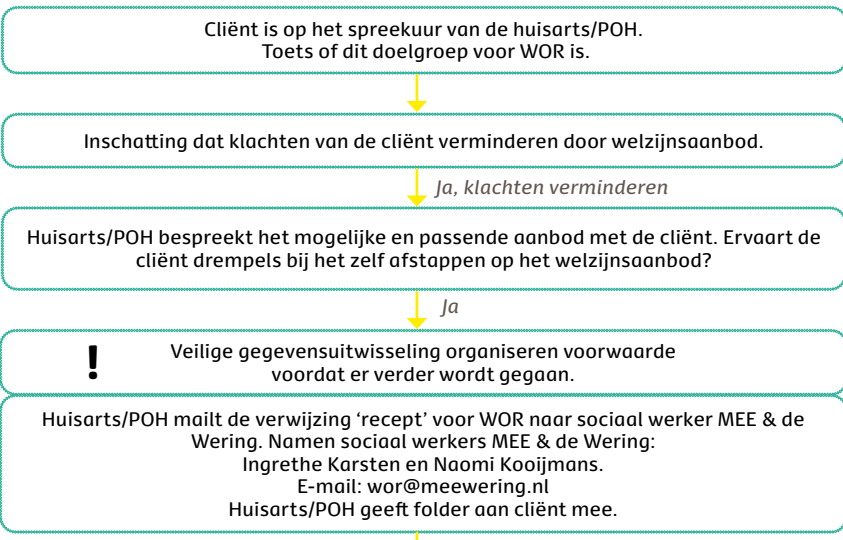 Cliënt is op het spreekuur van de huisarts/POH.
Toets of dit doelgroep voor WOR is.
Inschatting dat klachten van de cliënt verminderen door welzijnsaanbod.
Ja, klachten verminderen
Huisarts/POH bespreekt het mogelijke en passende aanbod met de cliënt. Ervaart de
cliënt drempels bij het zelf afstappen op het welzijnsaanbod?
Ja
! Veilige gegevensuitwisseling organiseren voorwaarde
voordat er verder wordt gegaan.
Huisarts/POH mailt de verwijzing ‘recept’ voor WOR naar sociaal werker MEE & de
Wering. Namen sociaal werkers MEE & de Wering:
Ingrethe Karsten en Naomi Kooijmans.
E-mail: wor@meewering.nl
Huisarts/POH geeft folder aan cliënt mee.